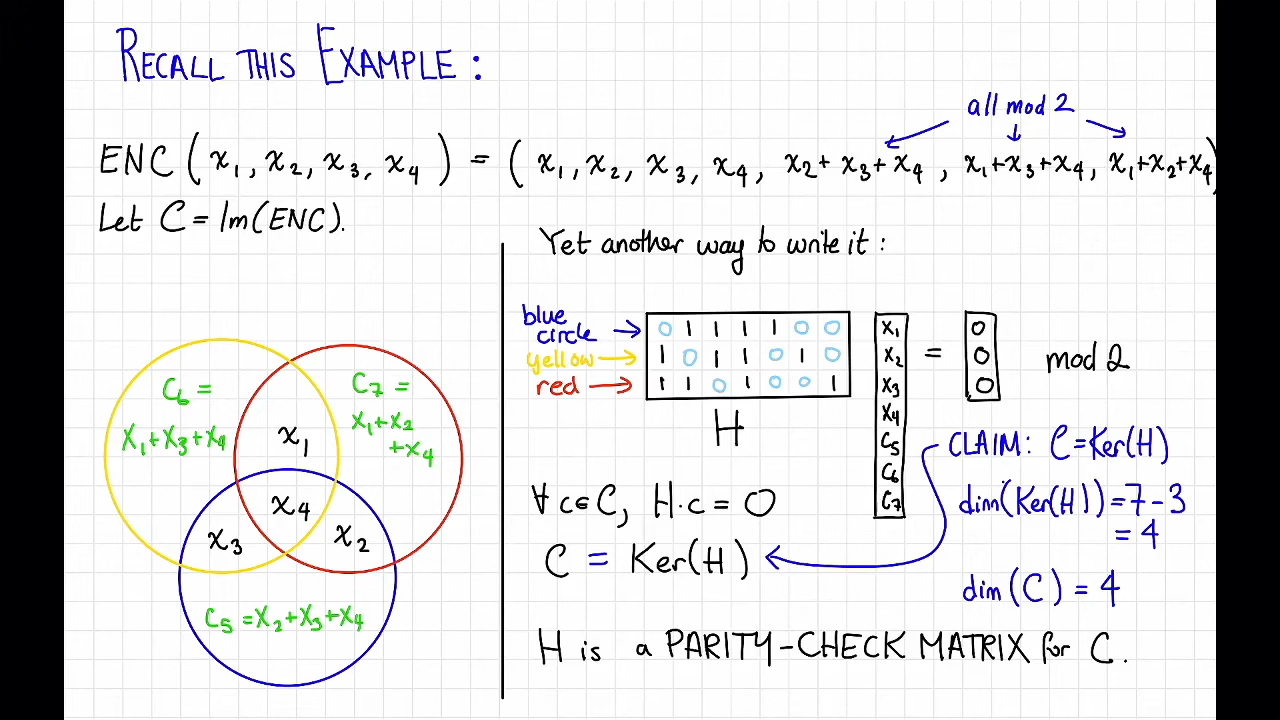 RECALL THIS EXAMPLE:
all mod 2
ENC(x₁, x₂, x₃, x₄) = (x₁, x₂, x₃, x₄, x₂+x₃+x₄, x₁+x₃+x₄, x₁+x₂+x₄)
Let C = Im(ENC).
C₆ =
x₁+x₃+x₄
C₇ =
x₁+x₂
+x₄
x₁
x₄
x₃
x₂
C₅ = x₂+x₃+x₄
Yet another way to write it:
blue
circle
yellow
red
0 1 1 1 1 0 0
1 0 1 1 0 1 0
1 1 0 1 0 0 1
H
x₁
x₂
x₃
x₄
C₅
C₆
C₇
=
0
0
0
mod 2
∀ c∈C, H·c = 0
C = Ker(H)
CLAIM: C=Ker(H)
dim(Ker(H)) = 7-3
= 4
dim(C) = 4
H is a PARITY-CHECK MATRIX for C.